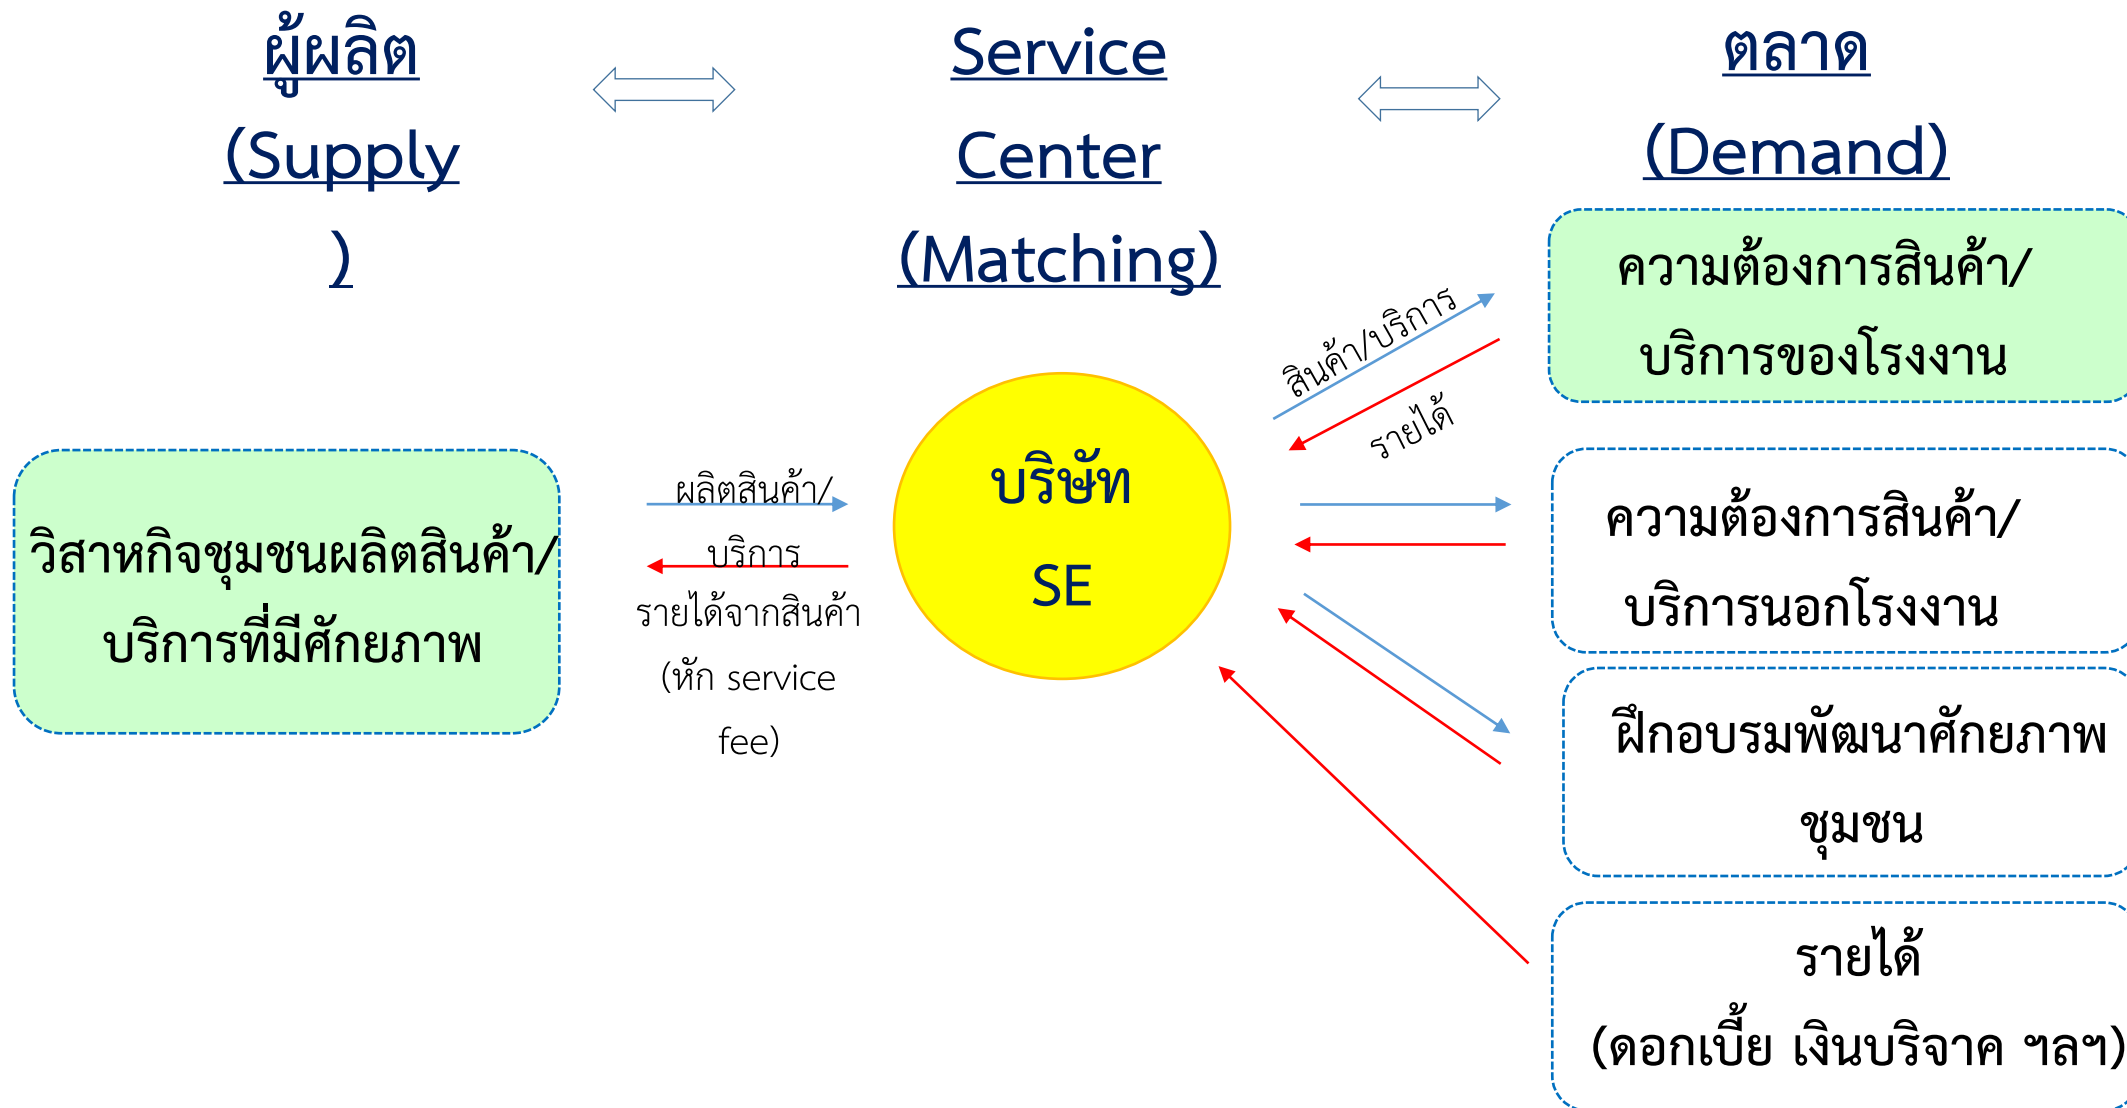 ผู้ผลิต
(Supply
)
Service
Center
(Matching)
ตลาด
(Demand)
วิสาหกิจชุมชนผลิตสินค้า/
บริการที่มีศักยภาพ
ผลิตสินค้า/
บริการ
รายได้จากสินค้า
(หัก service
fee)
บริษัท
SE
สินค้า/บริการ
รายได้
ความต้องการสินค้า/
บริการของโรงงาน
ความต้องการสินค้า/
บริการนอกโรงงาน
ฝึกอบรมพัฒนาศักยภาพ
ชุมชน
รายได้
(ดอกเบี้ย เงินบริจาค ฯลฯ)